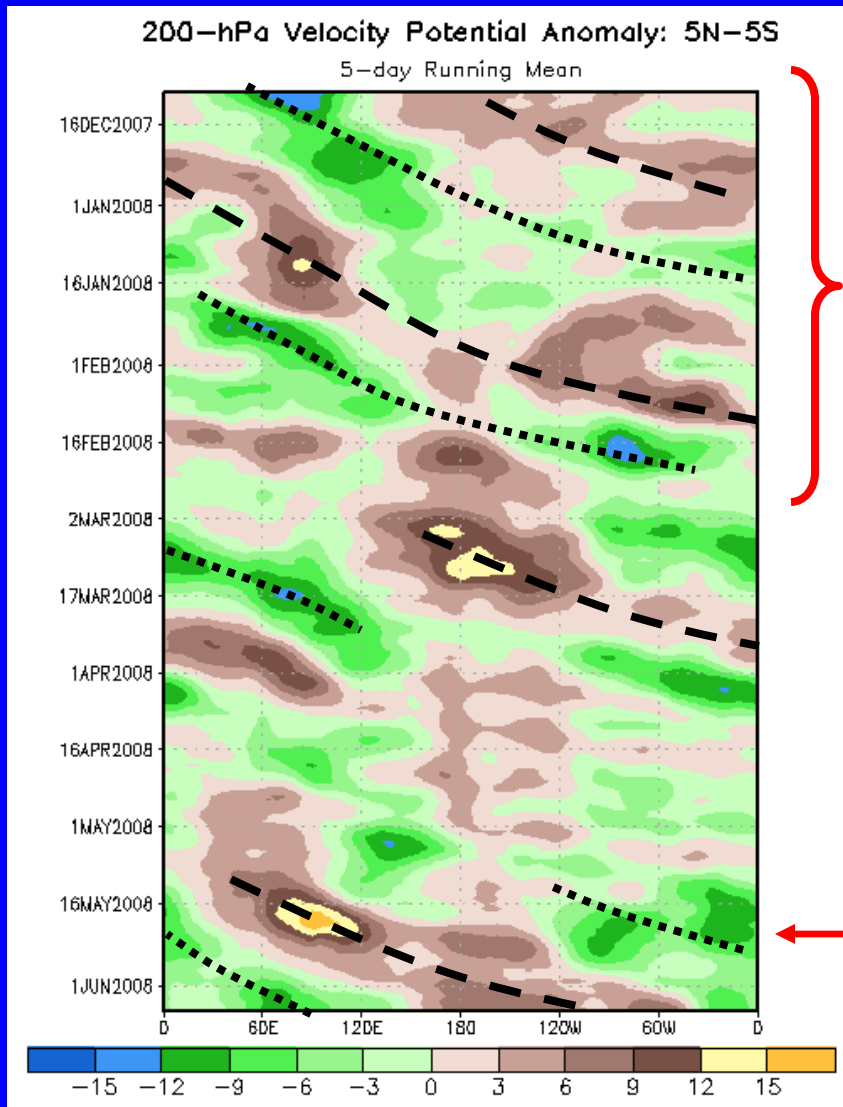 200-hPa Velocity Potential Anomaly: 5N-5S
5-day Running Mean
16DEC2007
1JAN2008
16JAN2008
1FEB2008
16FEB2008
2MAR2008
17MAR2008
1APR2008
16APR2008
1MAY2008
16MAY2008
1JUN2008
0 60E 120E 180 120W 60W 0
-15 -12 -9 -6 -3 0 3 6 9 12 15